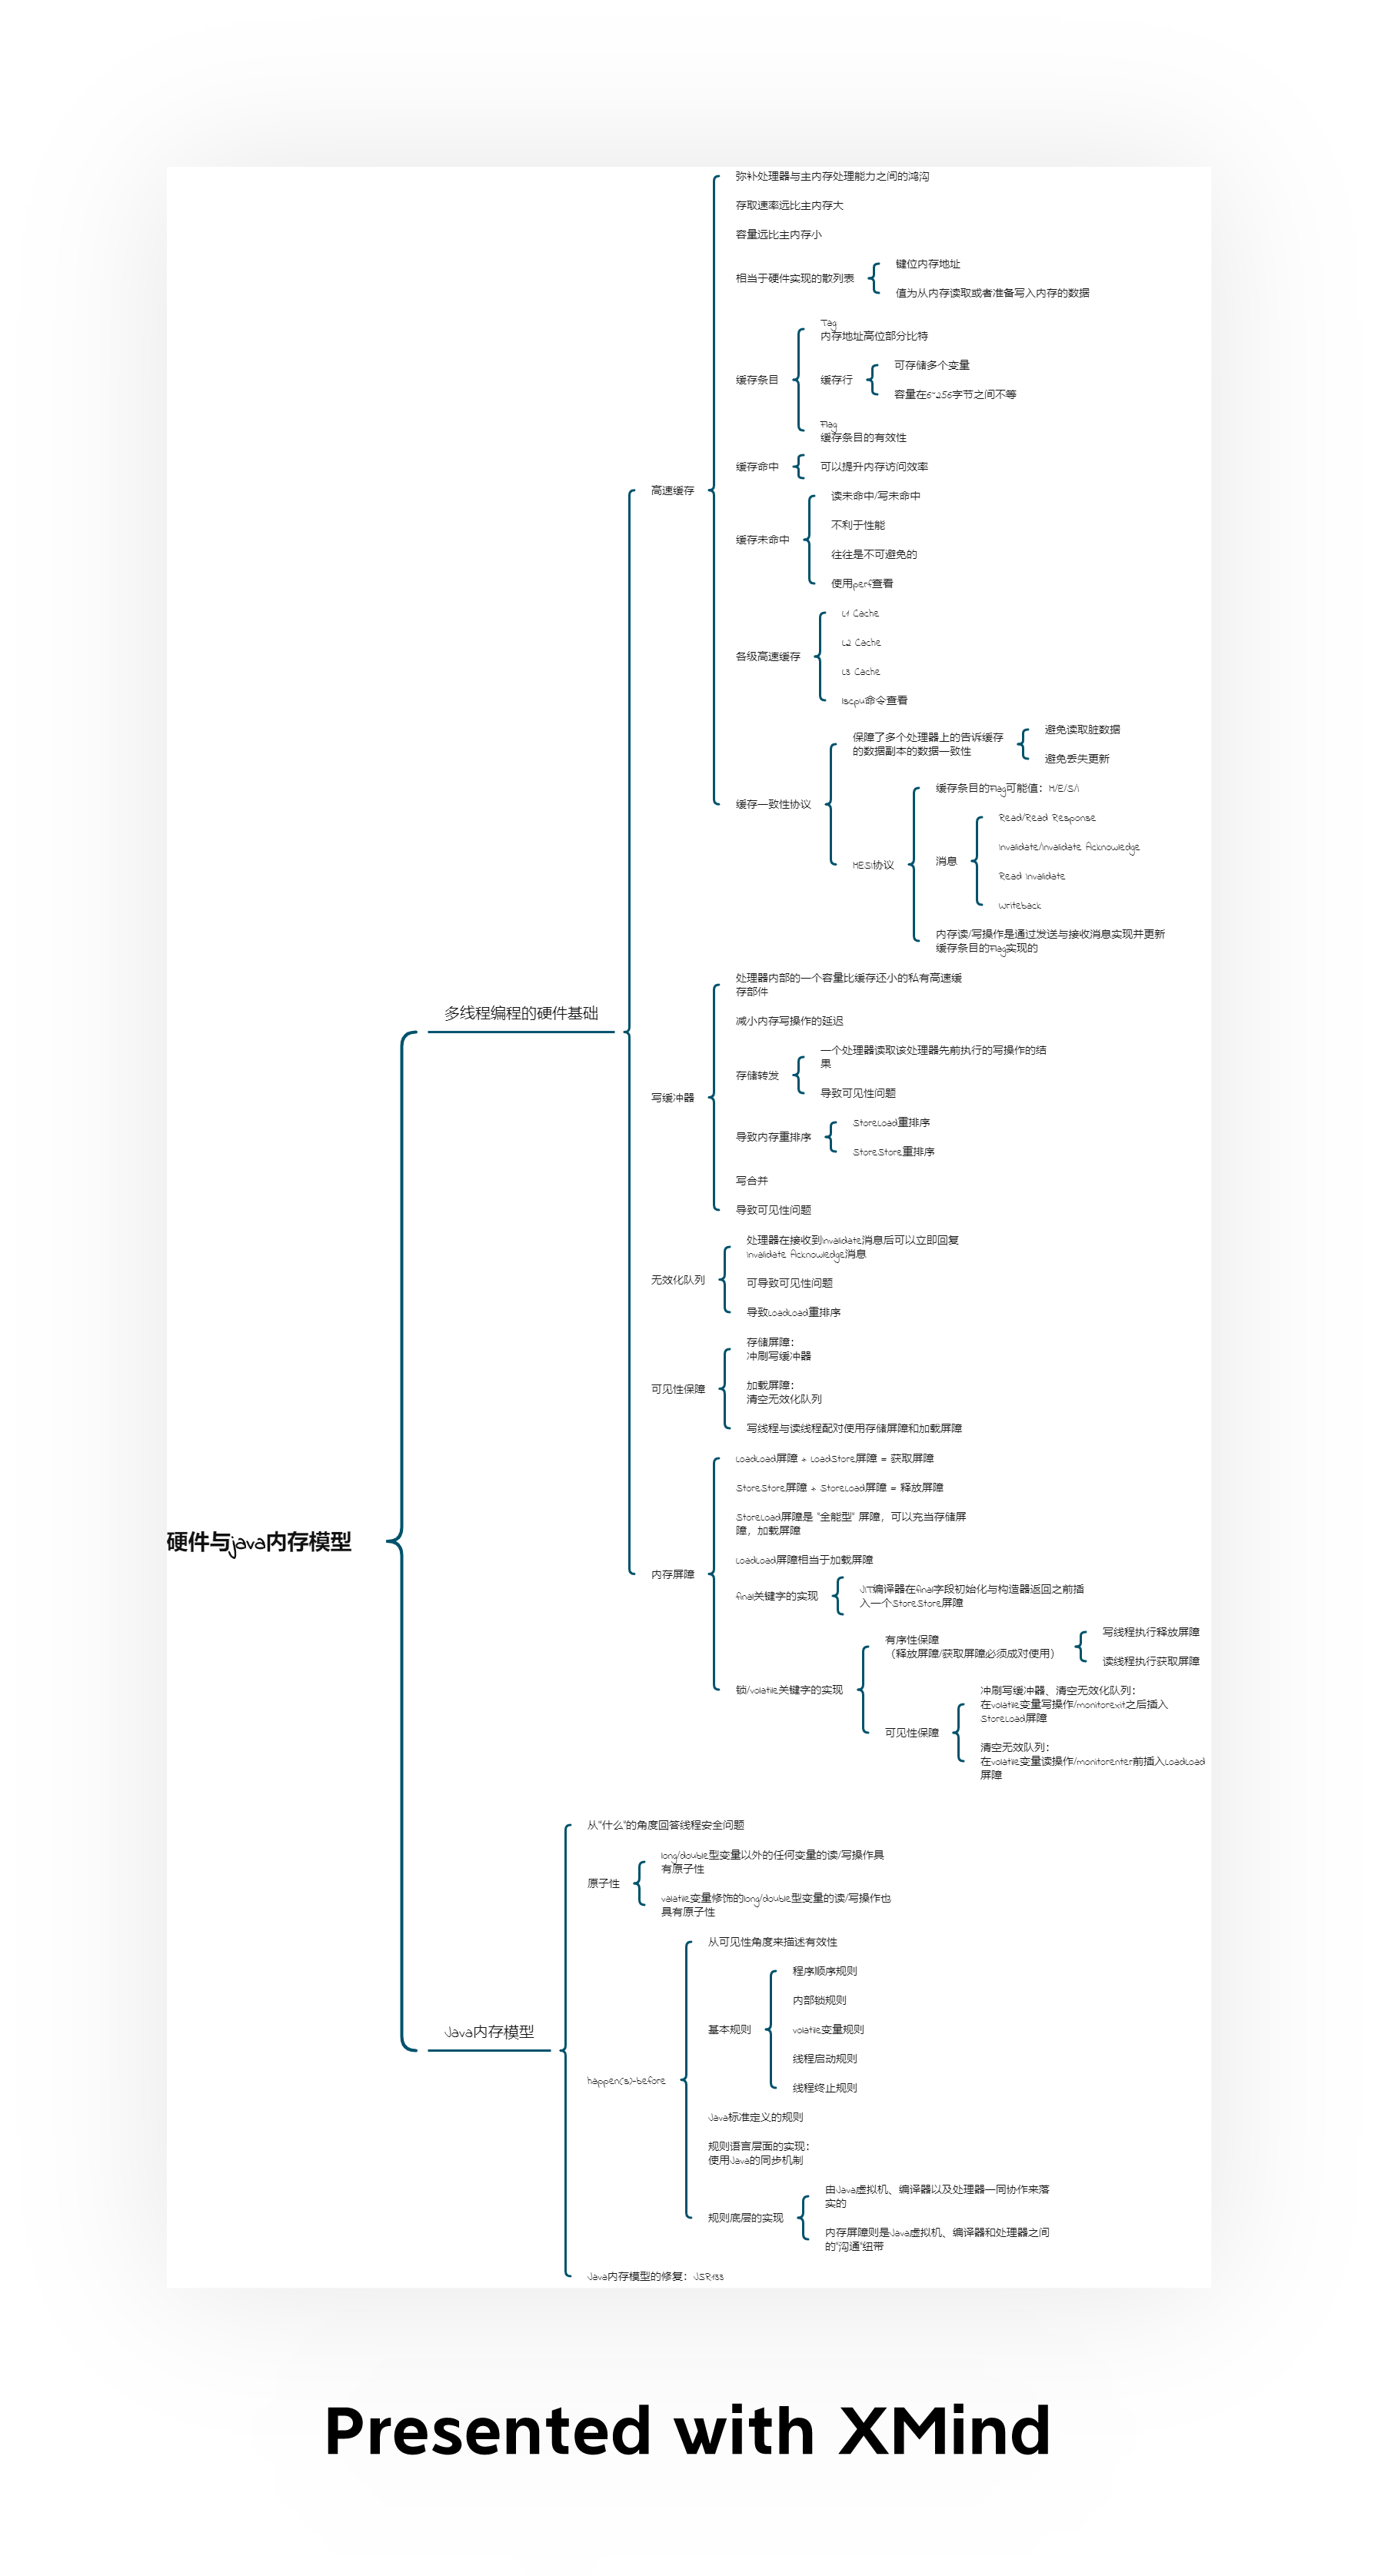 硬件与java内存模型
多线程编程的硬件基础
高速缓存
弥补处理器与主内存处理能力之间的鸿沟
存取速率远比主内存大
容量远比主内存小
相当于硬件实现的散列表
键位内存地址
值为从内存读取或者准备写入内存的数据
缓存条目
Tag
内存地址高位部分比特
缓存行
可存储多个变量
容量在6~256字节之间不等
Flag
缓存条目的有效性
缓存命中
可以提升内存访问效率
缓存未命中
读未命中/写未命中
不利于性能
往往是不可避免的
使用perf查看
各级高速缓存
L1 Cache
L2 Cache
L3 Cache
lscpu命令查看
缓存一致性协议
保障了多个处理器上的告诉缓存
的数据副本的数据一致性
避免读取脏数据
避免丢失更新
MESI协议
缓存条目的Flag可能值：M/E/S/I
消息
Read/Read Response
Invalidate/Invalidate Acknowledge
Read Invalidate
Writeback
内存读/写操作是通过发送与接收消息实现并更新
缓存条目的Flag实现的
写缓冲器
处理器内部的一个容量比缓存还小的私有高速缓
存部件
减小内存写操作的延迟
存储转发
一个处理器读取该处理器先前执行的写操作的结
果
导致可见性问题
导致内存重排序
StoreLoad重排序
StoreStore重排序
写合并
导致可见性问题
无效化队列
处理器在接收到Invalidate消息后可以立即回复
Invalidate Acknowledge消息
可导致可见性问题
导致LoadLoad重排序
可见性保障
存储屏障：
冲刷写缓冲器
加载屏障：
清空无效化队列
写线程与读线程配对使用存储屏障和加载屏障
内存屏障
LoadLoad屏障 + LoadStore屏障 = 获取屏障
StoreStore屏障 + StoreLoad屏障 = 释放屏障
StoreLoad屏障是 "全能型" 屏障，可以充当存储屏
障，加载屏障
LoadLoad屏障相当于加载屏障
final关键字的实现
JIT编译器在final字段初始化与构造器返回之前插
入一个StoreStore屏障
锁/volatile关键字的实现
有序性保障
（释放屏障/获取屏障必须成对使用）
写线程执行释放屏障
读线程执行获取屏障
可见性保障
冲刷写缓冲器、清空无效化队列：
在volatile变量写操作/monitorexit之后插入
StoreLoad屏障
清空无效队列：
在volatile变量读操作/monitorenter前插入LoadLoad
屏障
Java内存模型
从"什么"的角度回答线程安全问题
原子性
long/double型变量以外的任何变量的读/写操作具
有原子性
valatile变量修饰的long/double型变量的读/写操作也
具有原子性
happen(s)-before
从可见性角度来描述有效性
基本规则
程序顺序规则
内部锁规则
volatile变量规则
线程启动规则
线程终止规则
Java标准定义的规则
规则语言层面的实现：
使用Java的同步机制
规则底层的实现
由Java虚拟机、编译器以及处理器一同协作来落
实的
内存屏障则是Java虚拟机、编译器和处理器之间
的"沟通"纽带
Java内存模型的修复：JSR133
Presented with XMind